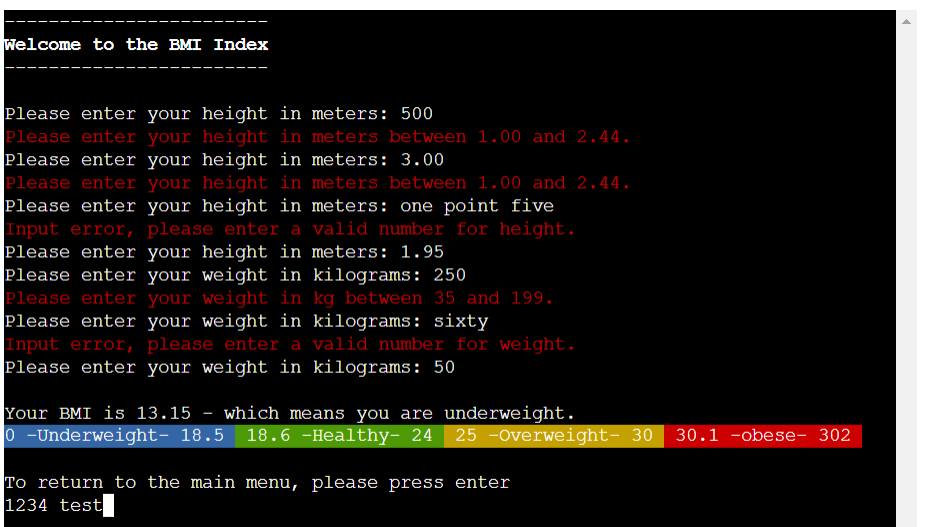 ------------------------
Welcome to the BMI Index
------------------------
Please enter your height in meters: 500
Please enter your height in meters between 1.00 and 2.44.
Please enter your height in meters: 3.00
Please enter your height in meters between 1.00 and 2.44.
Please enter your height in meters: one point five
Input error, please enter a valid number for height.
Please enter your height in meters: 1.95
Please enter your weight in kilograms: 250
Please enter your weight in kg between 35 and 199.
Please enter your weight in kilograms: sixty
Input error, please enter a valid number for weight.
Please enter your weight in kilograms: 50
Your BMI is 13.15 - which means you are underweight.
0 -Underweight- 18.5  18.6 -Healthy- 24  25 -Overweight- 30  30.1 -obese- 302
To return to the main menu, please press enter
1234 test